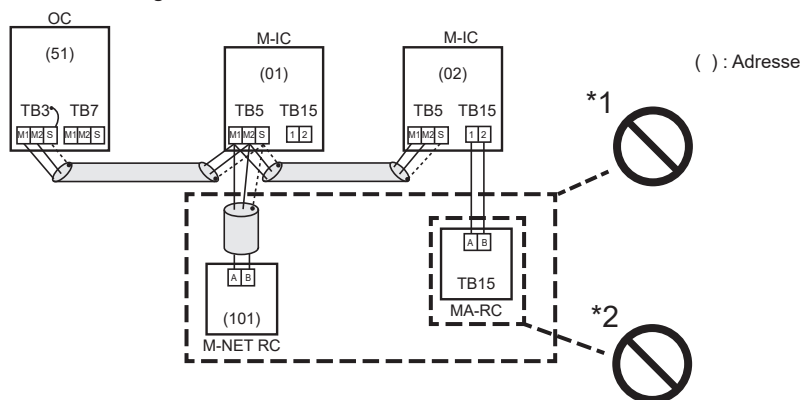 OC
M-IC
M-IC
(51)
(01)
(02)
( ) : Adresse
TB3
TB7
TB5
TB15
TB5
TB15
*1
M1 M2 S
M1 M2 S
M1 M2 S
1 2
M1 M2 S
1 2
A B
TB15
MA-RC
A B
(101)
M-NET RC
*2